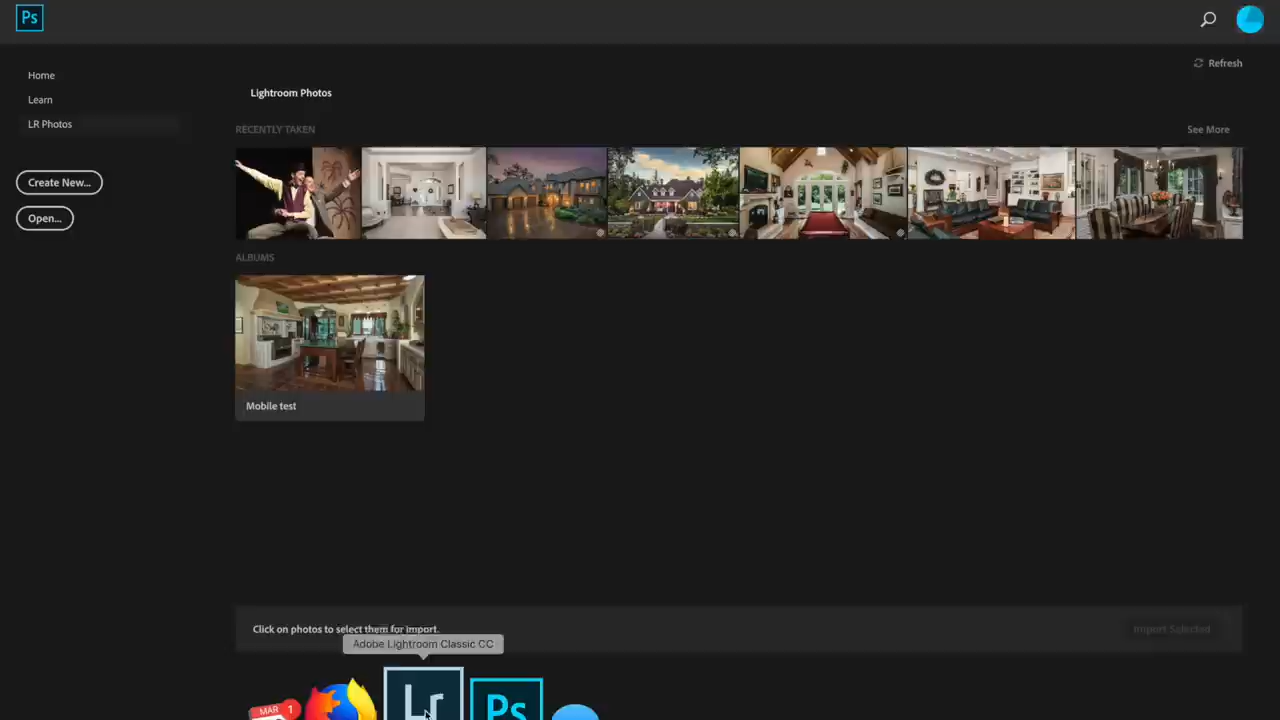 Ps
Refresh
Home
Learn
LR Photos
Create New...
Open...
Lightroom Photos
RECENTLY TAKEN
See More
ALBUMS
Mobile test
Click on photos to select them for import.
Import Selected
Adobe Lightroom Classic CC
MAR 1
Lr
Ps